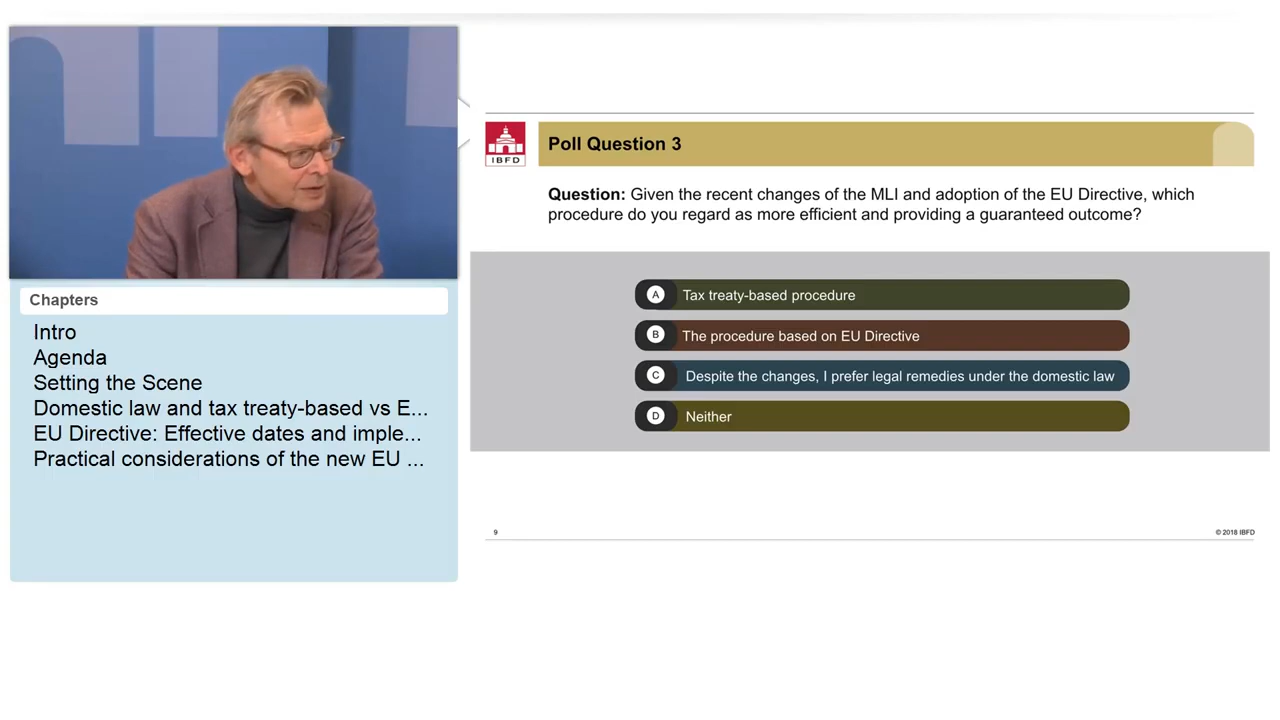 Chapters
Intro
Agenda
Setting the Scene
Domestic law and tax treaty-based vs E...
EU Directive: Effective dates and imple...
Practical considerations of the new EU ...
IBFD
Poll Question 3
Question: Given the recent changes of the MLI and adoption of the EU Directive, which
procedure do you regard as more efficient and providing a guaranteed outcome?
A Tax treaty-based procedure
B The procedure based on EU Directive
C Despite the changes, I prefer legal remedies under the domestic law
D Neither
9
© 2018 IBFD